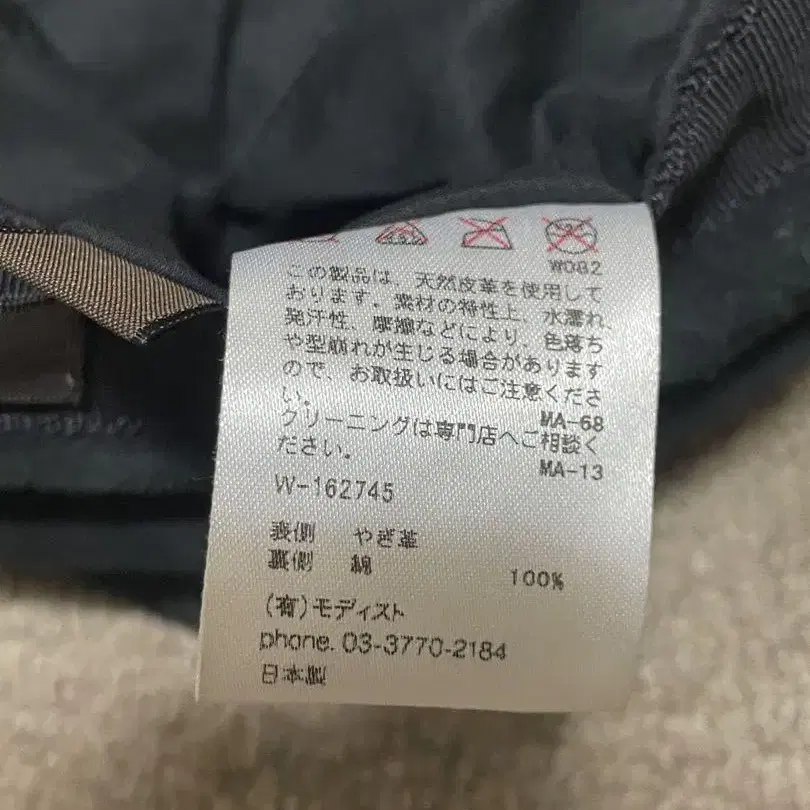 W082
この製品は、天然皮革を使用して
おります。素材の特性上、水濡れ、
発汗性、摩擦などにより、色落ち
や型崩れが生じる場合があります
ので、お取扱いにはご注意くださ
い。 MA-68
クリーニングは専門店へご相談く
ださい。 MA-13
W-162745
表側 やぎ革
裏側 綿 100%
(有)モディスト
phone. 03-3770-2184
日本製